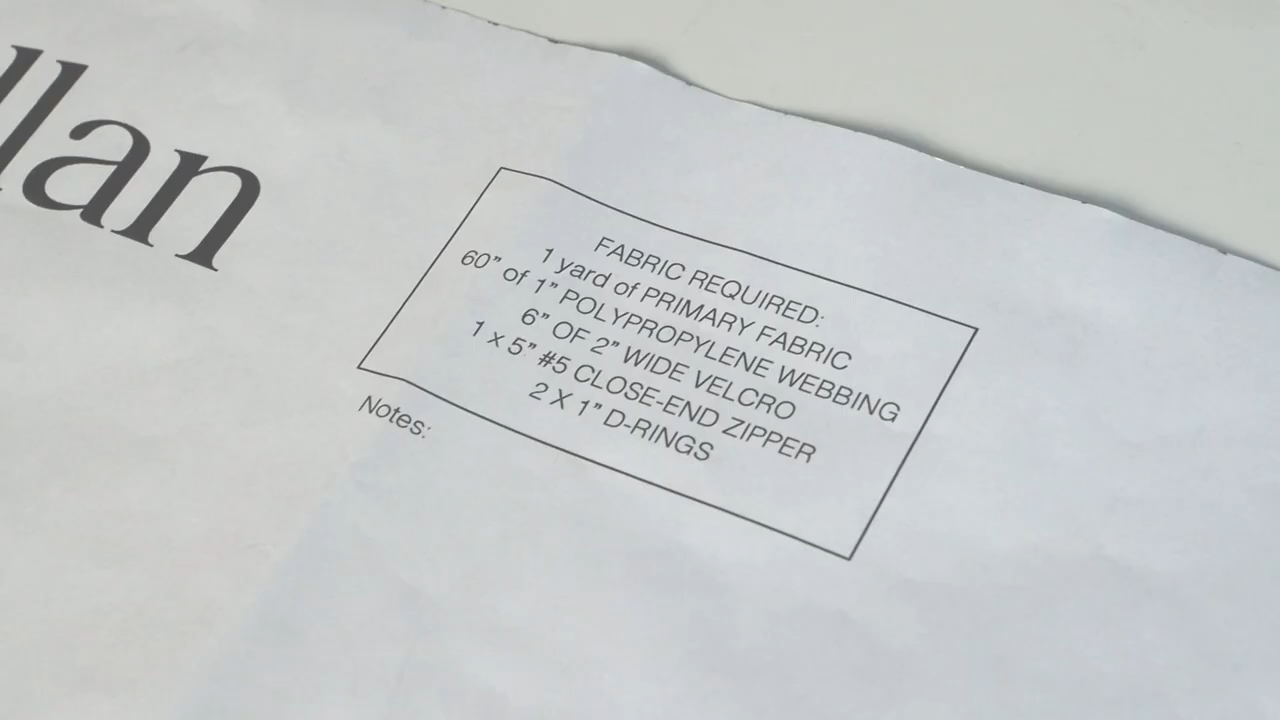 llan
FABRIC REQUIRED:
1 yard of PRIMARY FABRIC
60” of 1” POLYPROPYLENE WEBBING
6” OF 2” WIDE VELCRO
1 x 5” #5 CLOSE-END ZIPPER
2 X 1” D-RINGS
Notes: